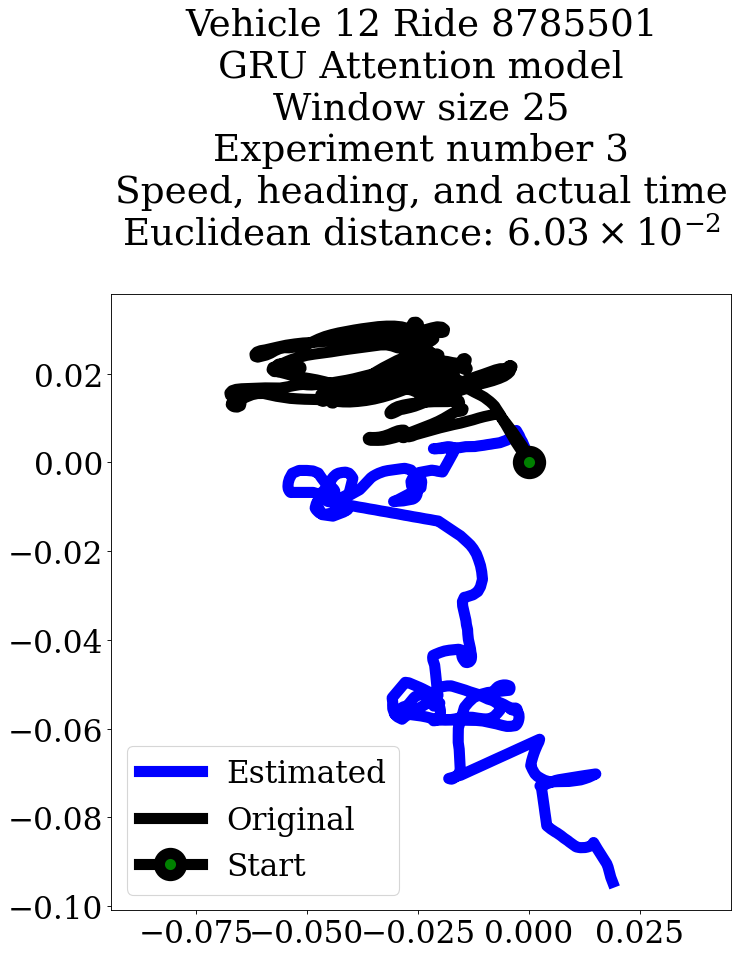 Vehicle 12 Ride 8785501
GRU Attention model
Window size 25
Experiment number 3
Speed, heading, and actual time
Euclidean distance: 6.03 × 10⁻²
0.02
0.00
−0.02
−0.04
−0.06
−0.08
−0.10
Estimated
Original
Start
−0.075 −0.050 −0.025 0.000 0.025